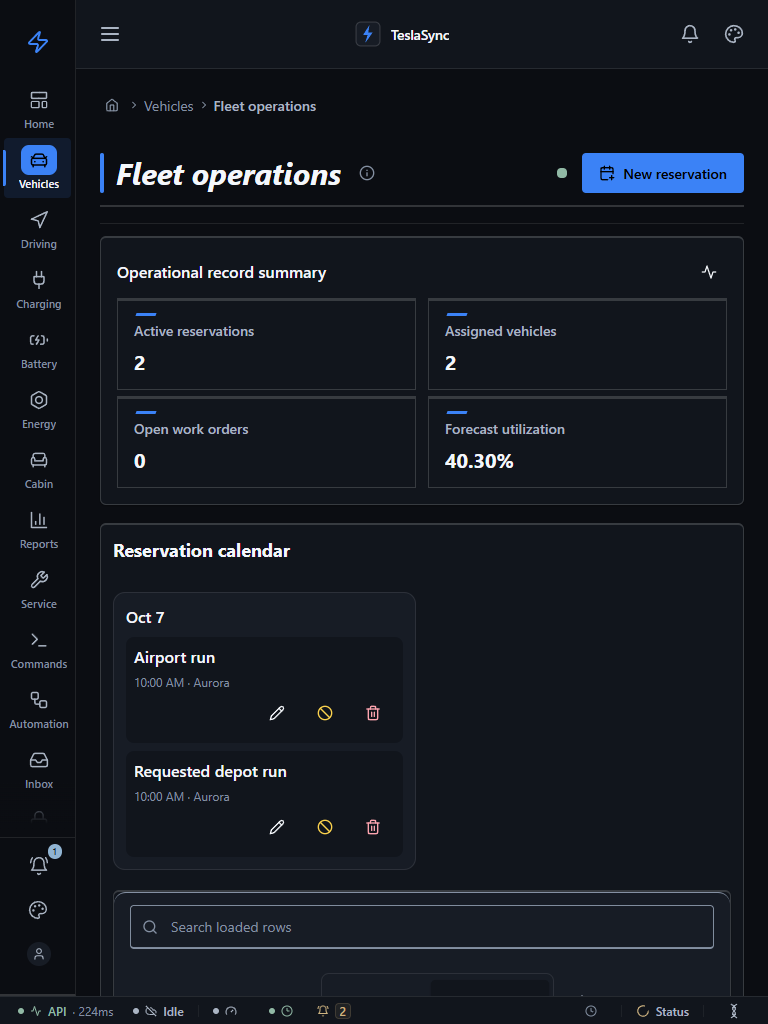 TeslaSync
Home
Vehicles
Driving
Charging
Battery
Energy
Cabin
Reports
Service
Commands
Automation
Inbox
1
Vehicles
Fleet operations
Fleet operations
New reservation
Operational record summary
Active reservations
2
Assigned vehicles
2
Open work orders
0
Forecast utilization
40.30%
Reservation calendar
Oct 7
Airport run
10:00 AM · Aurora
Requested depot run
10:00 AM · Aurora
Search loaded rows
API · 224ms
Idle
2
Status